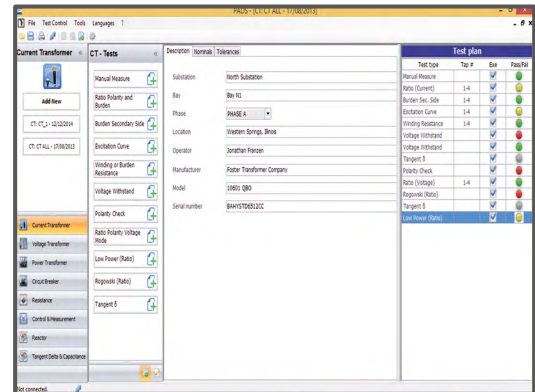 PADS - [CT: CT ALL - 17/08/2013]
File Test Control Tools Languages ?
Current Transformer «
Add New
CT: CT_1 - 12/12/2014
CT: CT ALL - 17/08/2013
Current Transformer
Voltage Transformer
Power Transformer
Circuit Breaker
Resistance
Control & Measurement
Reactor
Tangent Delta & Capacitance
Not connected.
CT - Tests «
Manual Measure
Ratio Polarity and
Burden
Burden Secondary Side
Excitation Curve
Winding or Burden
Resistance
Voltage Withstand
Polarity Check
Ratio Polarity Voltage
Mode
Low Power (Ratio)
Rogowski (Ratio)
Tangent δ
Description Nominals Tolerances
Substation North Substation
Bay Bay N1
Phase PHASE A
Location Western Springs, Illinois
Operator Jonathan Franzen
Manufacturer Foster Transformer Company
Model 10601 QBO
Serial number BAHYSTD6512CC
Test plan
Test type Tap # Exe Pass/Fail
Manual Measure
Ratio (Current) 1-4
Burden Sec. Side 1-4
Excitation Curve 1-4
Winding Resistance 1-4
Voltage Withstand
Voltage Withstand
Tangent δ
Polarity Check
Ratio (Voltage) 1-4
Rogowski (Ratio)
Tangent δ
Low Power (Ratio)